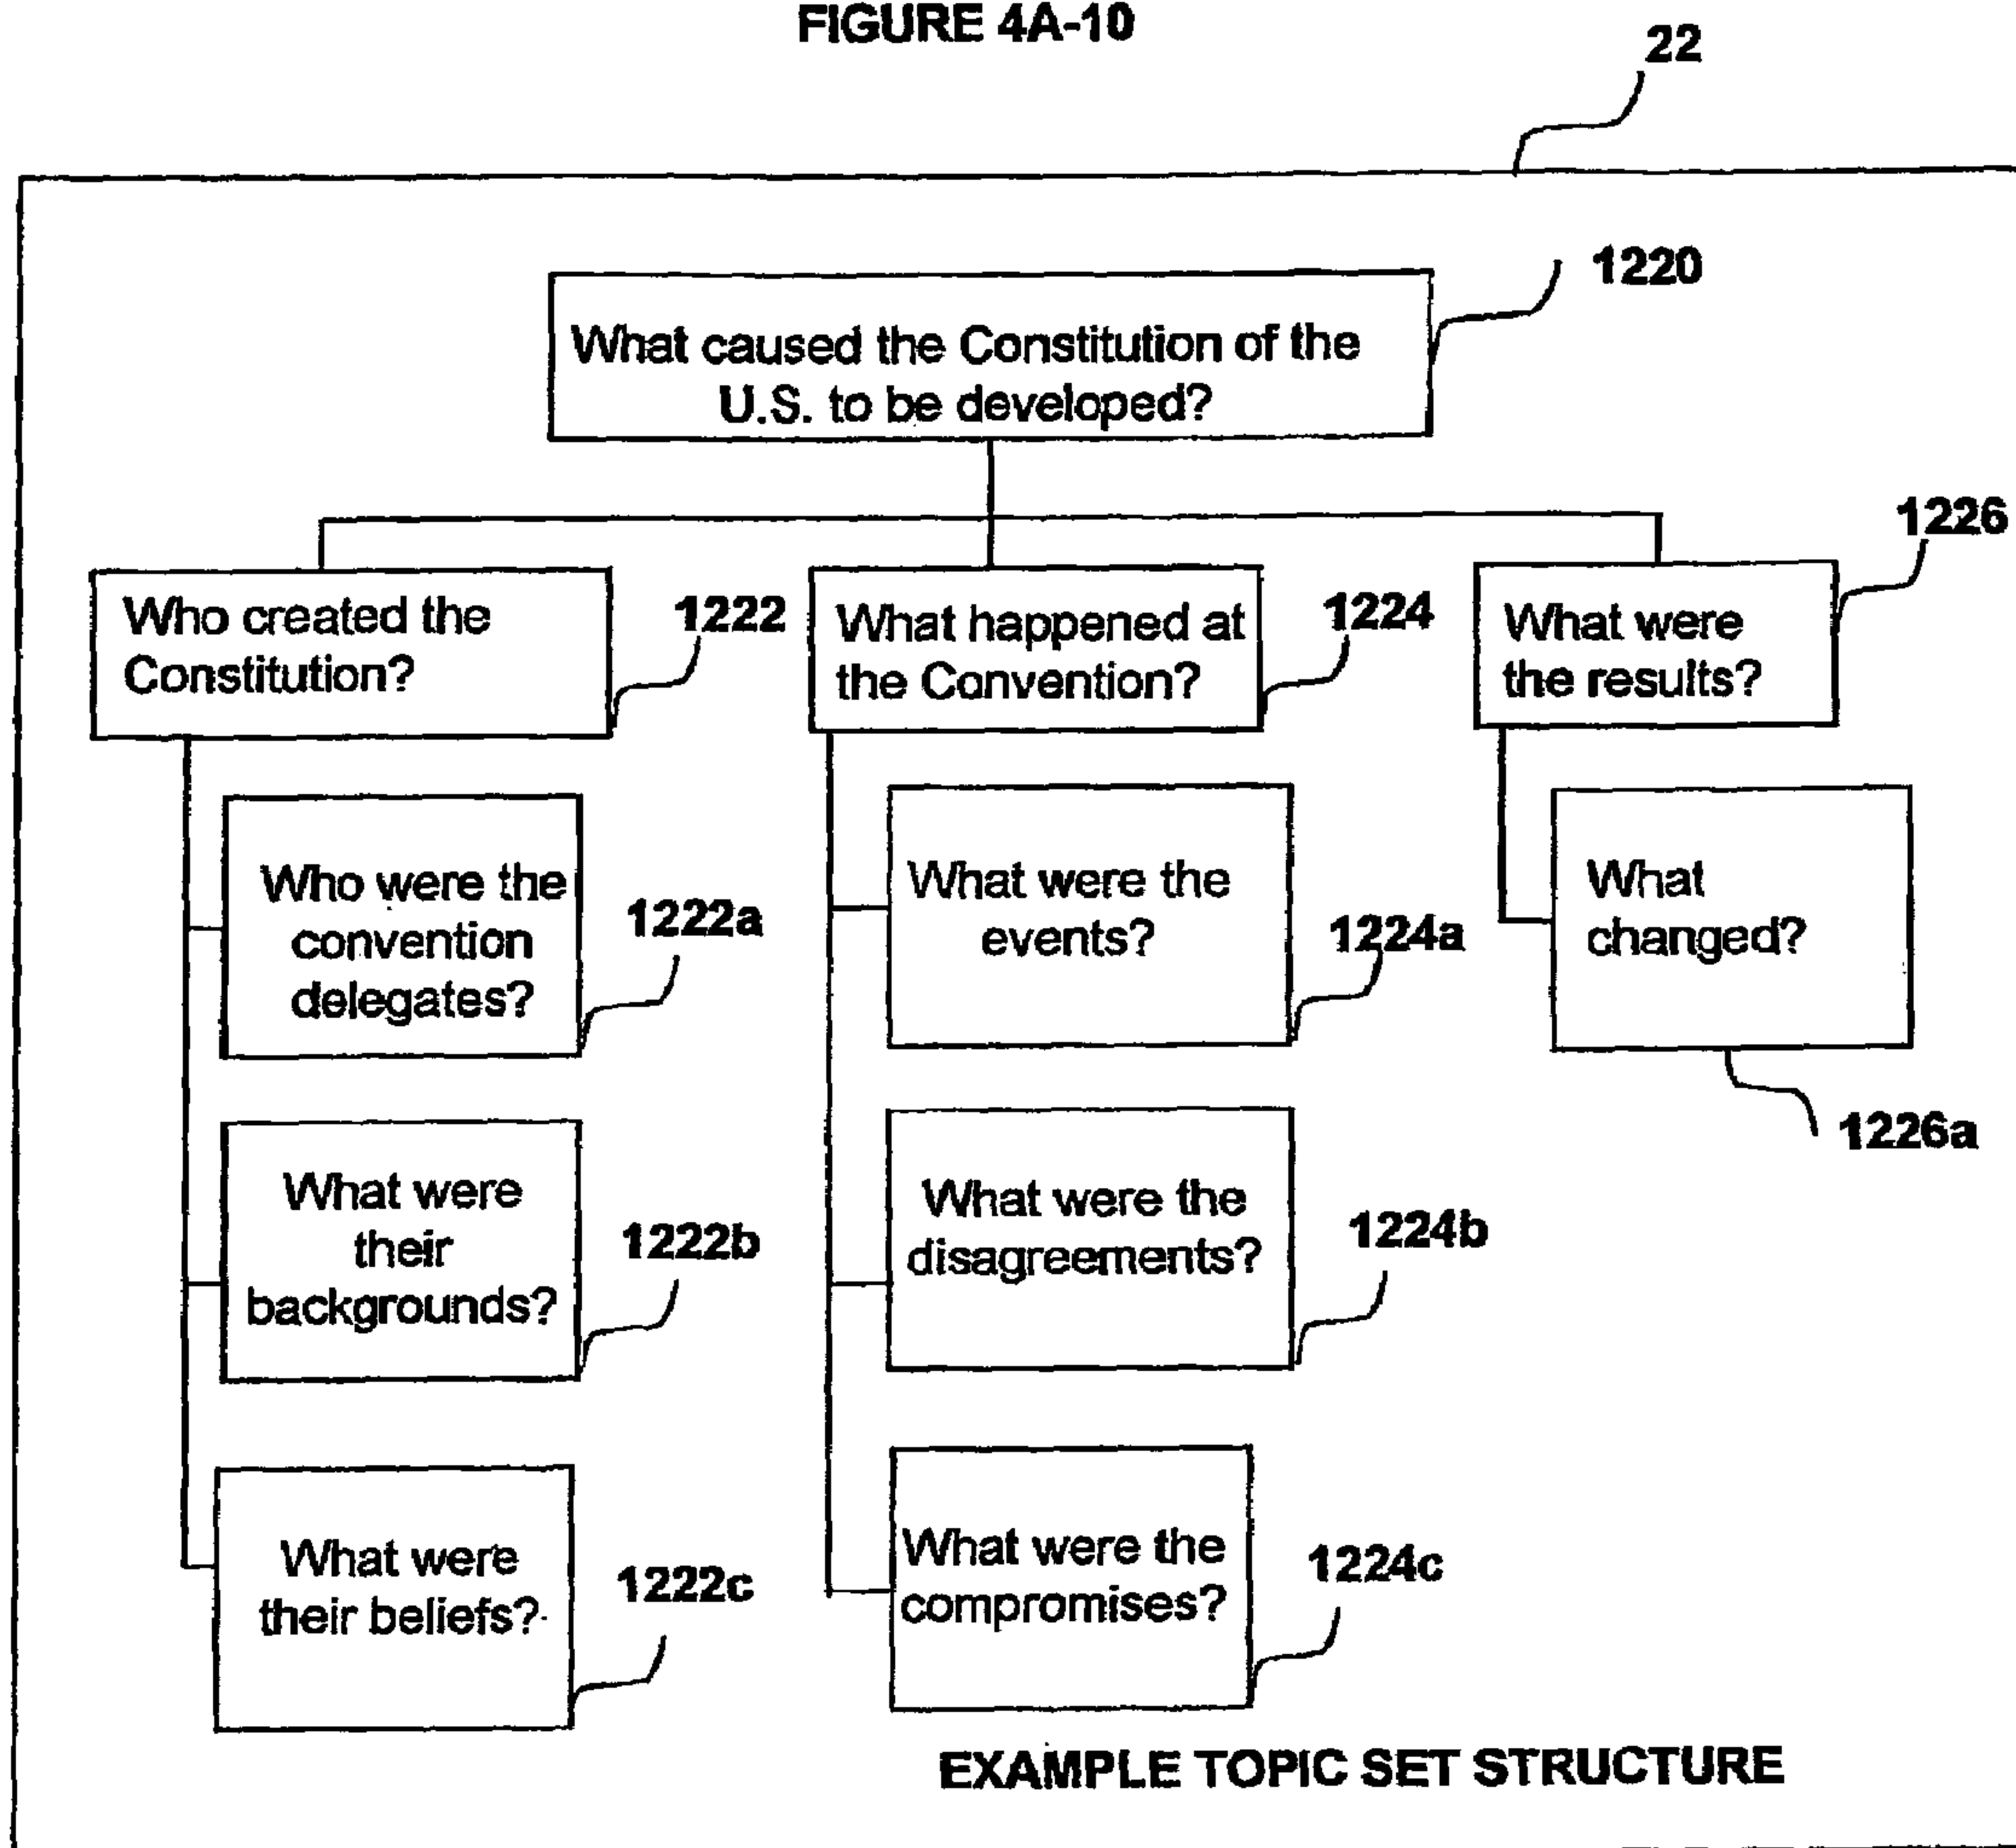 FIGURE 4A-10
22
1220
What caused the Constitution of the
U.S. to be developed?
1226
Who created the
Constitution?
1222
What happened at
the Convention?
1224
What were
the results?
Who were the
convention
delegates?
1222a
What were the
events?
1224a
What
changed?
1226a
What were
their
backgrounds?
1222b
What were the
disagreements?
1224b
What were
their beliefs?
1222c
What were the
compromises?
1224c
EXAMPLE TOPIC SET STRUCTURE